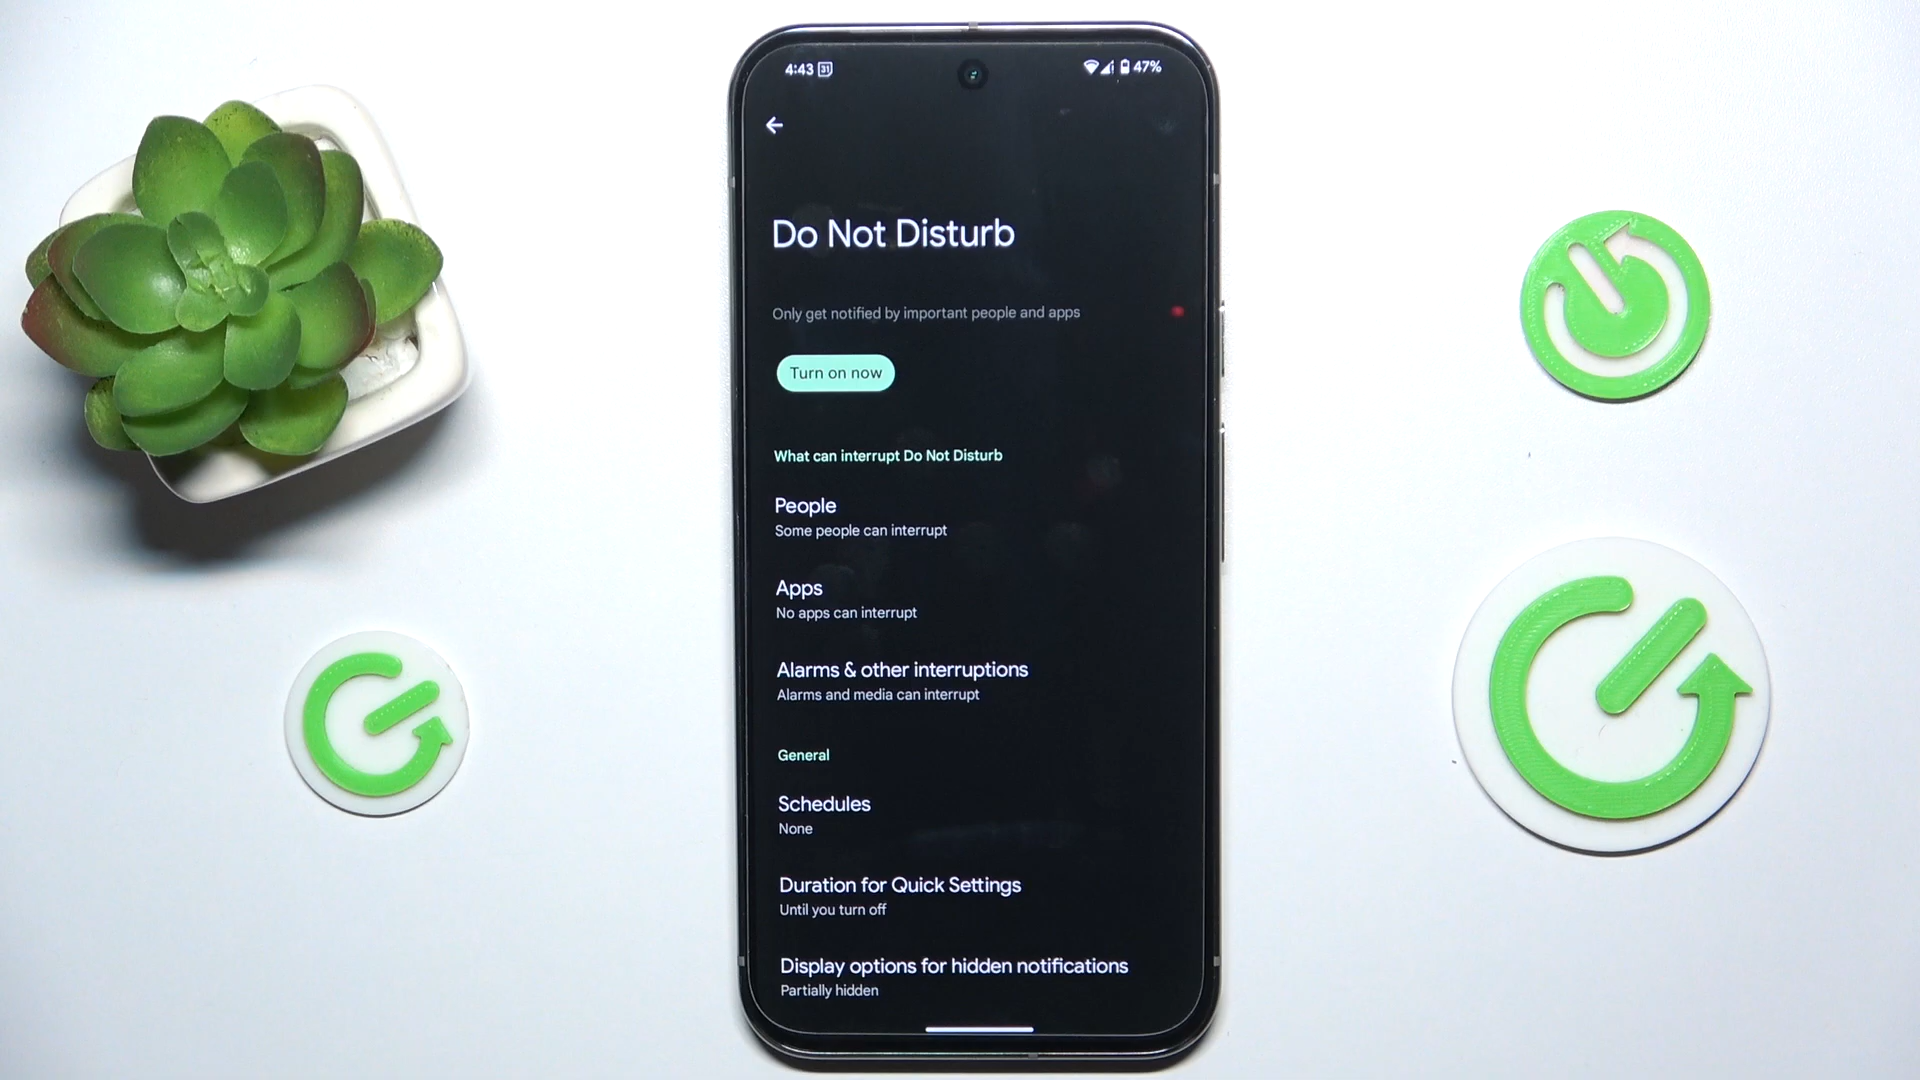 4:43 31 47%
Do Not Disturb
Only get notified by important people and apps
Turn on now
What can interrupt Do Not Disturb
People
Some people can interrupt
Apps
No apps can interrupt
Alarms & other interruptions
Alarms and media can interrupt
General
Schedules
None
Duration for Quick Settings
Until you turn off
Display options for hidden notifications
Partially hidden